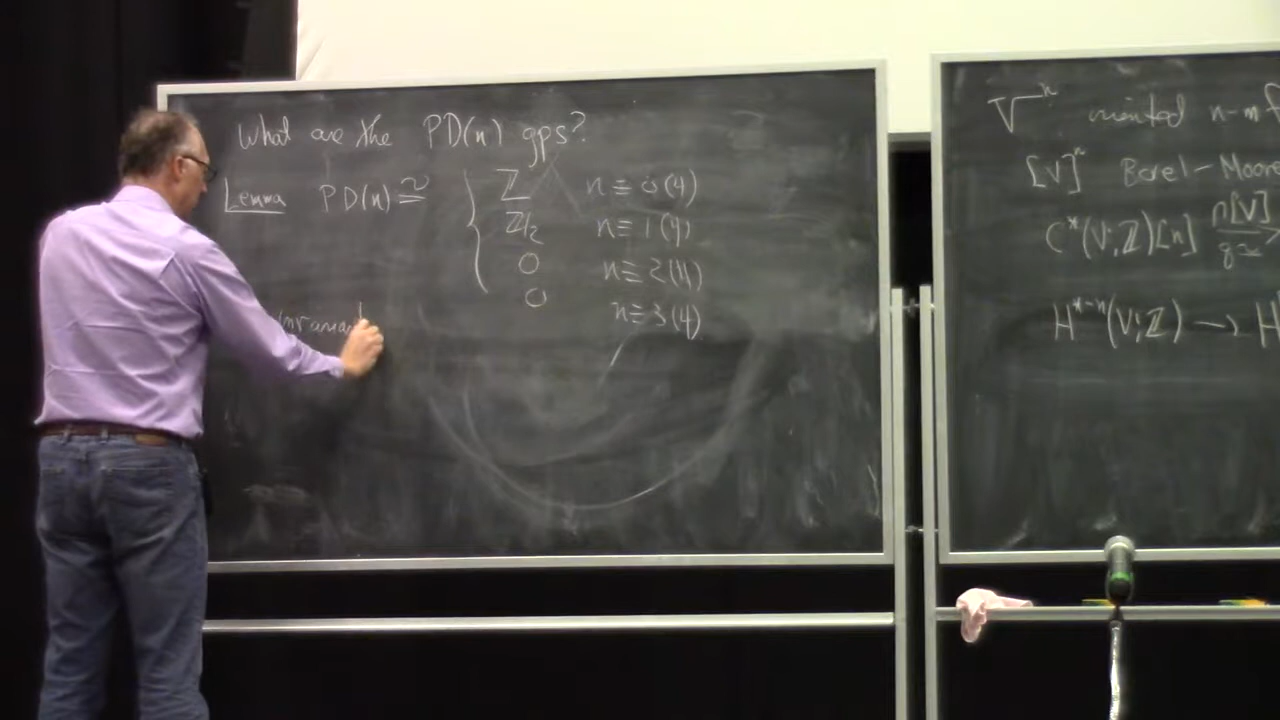 What are the PD(n) gps?
Lemma PD(n) ≅ { ℤ n ≡ 0 (4)
ℤ/2 n ≡ 1 (4)
0 n ≡ 2 (4)
0 n ≡ 3 (4)
invariant
V^n oriented n-mf
[V]^n Borel-Moore
C*(V; ℤ)[n] ∩[V] →
H^{*-n}(V; ℤ) → H